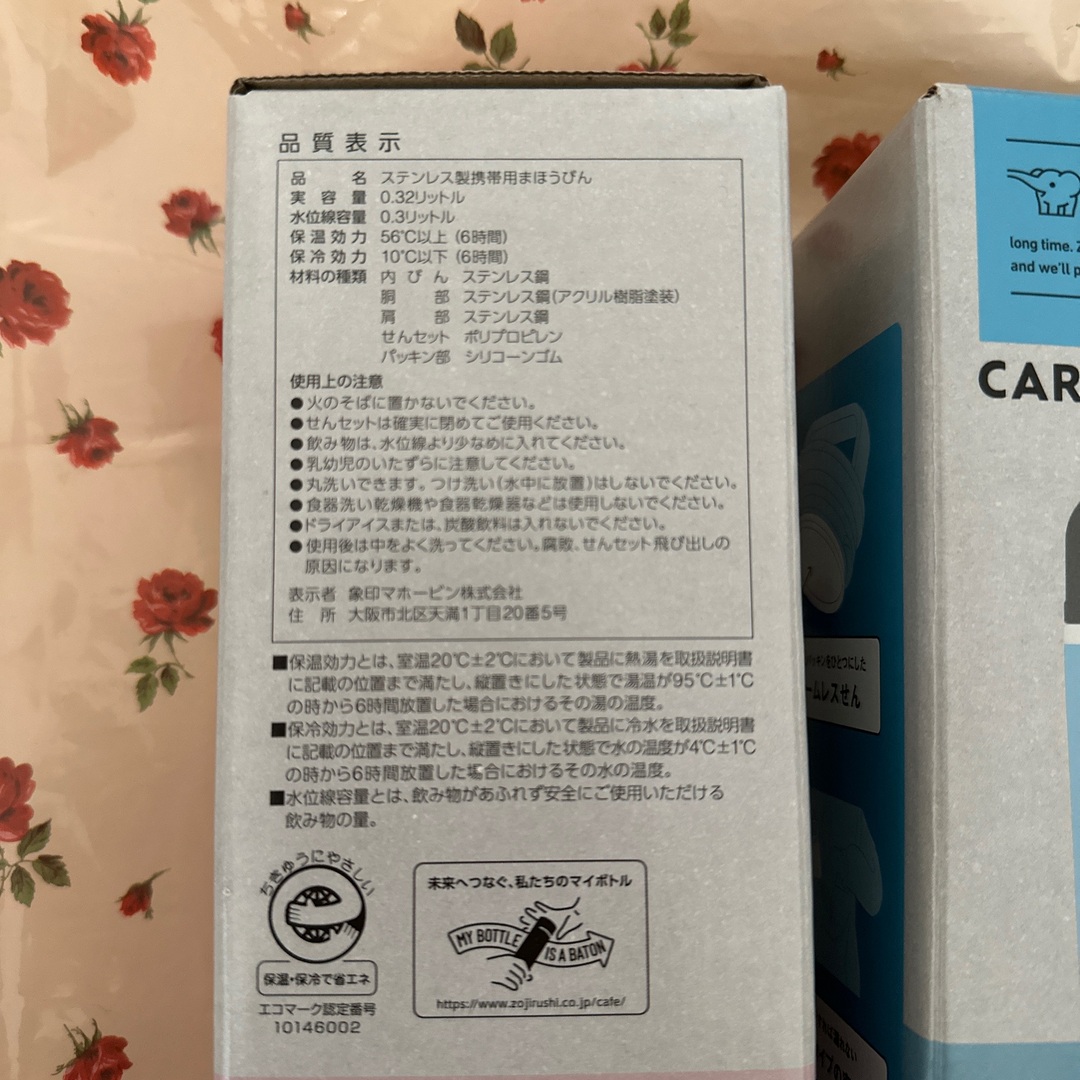 品質表示
品名 ステンレス製携帯用まほうびん
実容量 0.32リットル
水位線容量 0.3リットル
保温効力 56℃以上(6時間)
保冷効力 10℃以下(6時間)
材料の種類 内びん ステンレス鋼
胴部 ステンレス鋼(アクリル樹脂塗装)
肩部 ステンレス鋼
せんセット ポリプロピレン
パッキン部 シリコーンゴム
使用上の注意
●火のそばに置かないでください。
●せんセットは確実に閉めてご使用ください。
●飲み物は、水位線より少なめに入れてください。
●乳幼児のいたずらに注意してください。
●丸洗いできます。つけ洗い(水中に放置)はしないでください。
●食器洗い乾燥機や食器乾燥器などは使用しないでください。
●ドライアイスまたは、炭酸飲料は入れないでください。
●使用後は中をよく洗ってください。腐敗、せんセット飛び出しの
原因になります。
表示者 象印マホービン株式会社
住所 大阪市北区天満1丁目20番5号
■保温効力とは、室温20℃±2℃において製品に熱湯を取扱説明書
に記載の位置まで満たし、縦置きにした状態で湯温が95℃±1℃
の時から6時間放置した場合におけるその湯の温度。
■保冷効力とは、室温20℃±2℃において製品に冷水を取扱説明書
に記載の位置まで満たし、縦置きにした状態で水の温度が4℃±1℃
の時から6時間放置した場合におけるその水の温度。
■水位線容量とは、飲み物があふれず安全にご使用いただける
飲み物の量。
ちきゅうにやさしい
保温・保冷で省エネ
エコマーク認定番号
10146002
未来へつなぐ、私たちのマイボトル
MY BOTTLE IS A BATON
https://www.zojirushi.co.jp/cafe/
long time.
and we'll
CAR
パッキンをひとつにした
ームレスせん